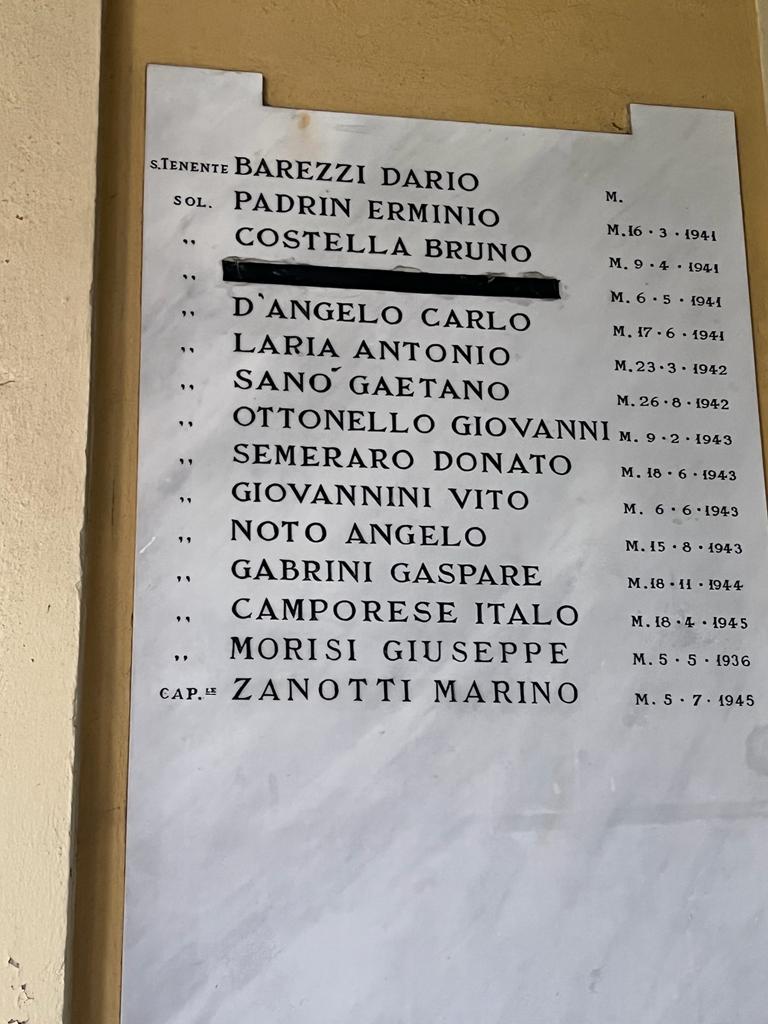 S.TENENTE BAREZZI DARIO M.
SOL. PADRIN ERMINIO M.16·3·1941
,, COSTELLA BRUNO M.9·4·1941
,, M.6·5·1941
,, D'ANGELO CARLO M.17·6·1941
,, LARIA ANTONIO M.23·3·1942
,, SANO´ GAETANO M.26·8·1942
,, OTTONELLO GIOVANNI M.9·2·1943
,, SEMERARO DONATO M.18·6·1943
,, GIOVANNINI VITO M.6·6·1943
,, NOTO ANGELO M.15·8·1943
,, GABRINI GASPARE M.18·11·1944
,, CAMPORESE ITALO M.18·4·1945
,, MORISI GIUSEPPE M.5·5·1936
CAP.LE ZANOTTI MARINO M.5·7·1945